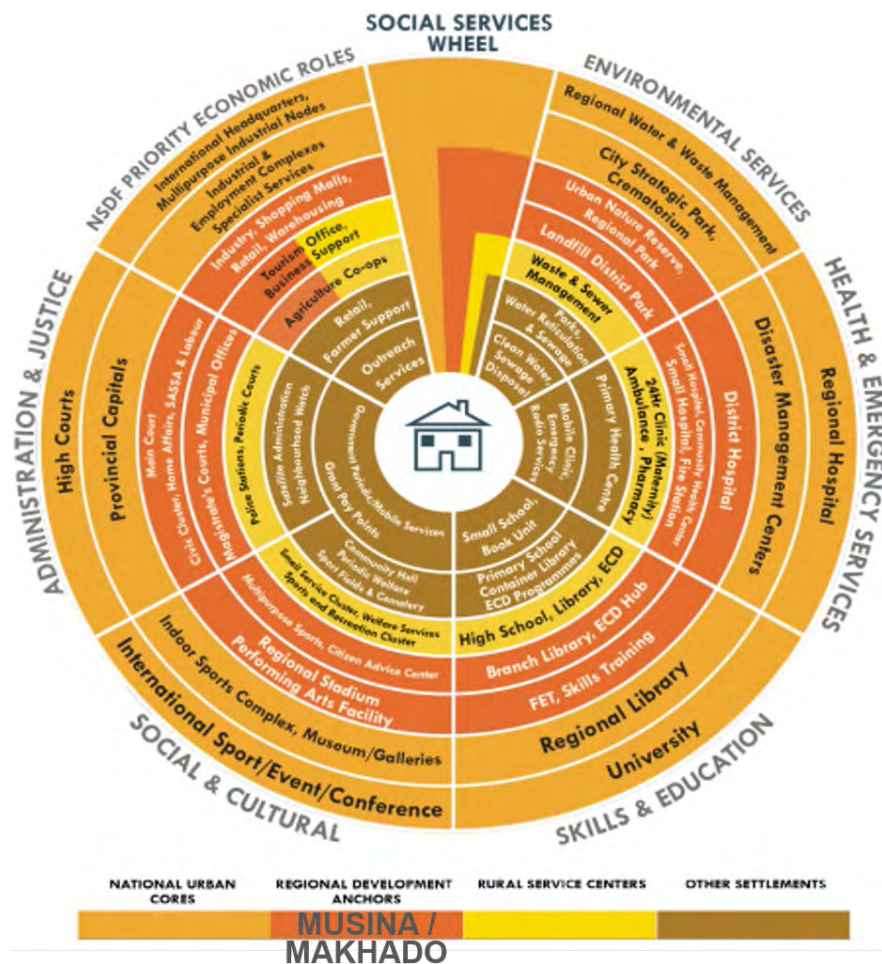 SOCIAL SERVICES
WHEEL
NSDF PRIORITY ECONOMIC ROLES
International Headquarters,
Multipurpose Industrial Nodes
Industrial &
Employment Complexes
Specialist Services
Industry, Shopping Malls,
Retail, Warehousing
Tourism Office,
Business Support
Agriculture Co-ops
Retail,
Farmer Support
Outreach
Services
ENVIRONMENTAL SERVICES
Regional Water & Waste Management
City Strategic Park,
Crematorium
Urban Nature Reserve,
Regional Park
Landfill District Park
Waste & Sewer
Management
Parks,
Water Reticulation
& Sewage
Clean Water,
Sewage
Disposal
HEALTH & EMERGENCY SERVICES
Regional Hospital
Disaster Management Centers
District Hospital
Small Hospital, Community Health Center
Small Hospital, Fire Station
24Hr Clinic (Maternity)
Ambulance , Pharmacy
Primary Health Centre
Mobile Clinic,
Emergency
Radio Services
SKILLS & EDUCATION
Small School,
Book Unit
Primary School
Container Library
ECD Programmes
High School, Library, ECD
Branch Library, ECD Hub
FET, Skills Training
Regional Library
University
SOCIAL & CULTURAL
Government Periodic/Mobile Services
Grant Pay Points
Community Hall
Periodic Welfare
Sport Fields & Cemetery
Small Service Cluster, Welfare Services
Sports and Recreation Cluster
Multipurpose Sports, Citizen Advice Center
Regional Stadium
Performing Arts Facility
Indoor Sports Complex, Museum/Galleries
International Sport/Event/Conference
ADMINISTRATION & JUSTICE
High Courts
Provincial Capitals
Main Court
Civic Cluster, Home Affairs, SASSA & Labour
Magistrate's Courts, Municipal Offices
Police Stations, Periodic Courts
Satellite Administration
Neighbourhood Watch
NATIONAL URBAN
CORES
REGIONAL DEVELOPMENT
ANCHORS
RURAL SERVICE CENTERS
OTHER SETTLEMENTS
MUSINA /
MAKHADO